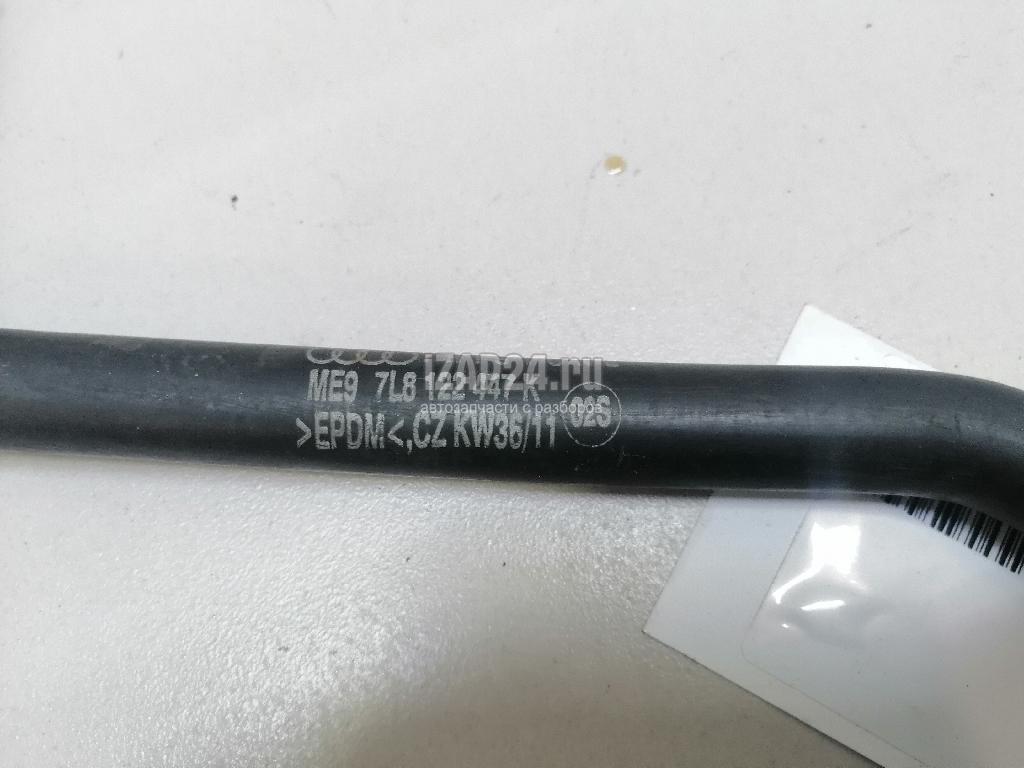 iZAP24.ru
ME9 7L8 122 447 K
автозапчасти с разборов
>EPDM<,CZ KW36/11
02S